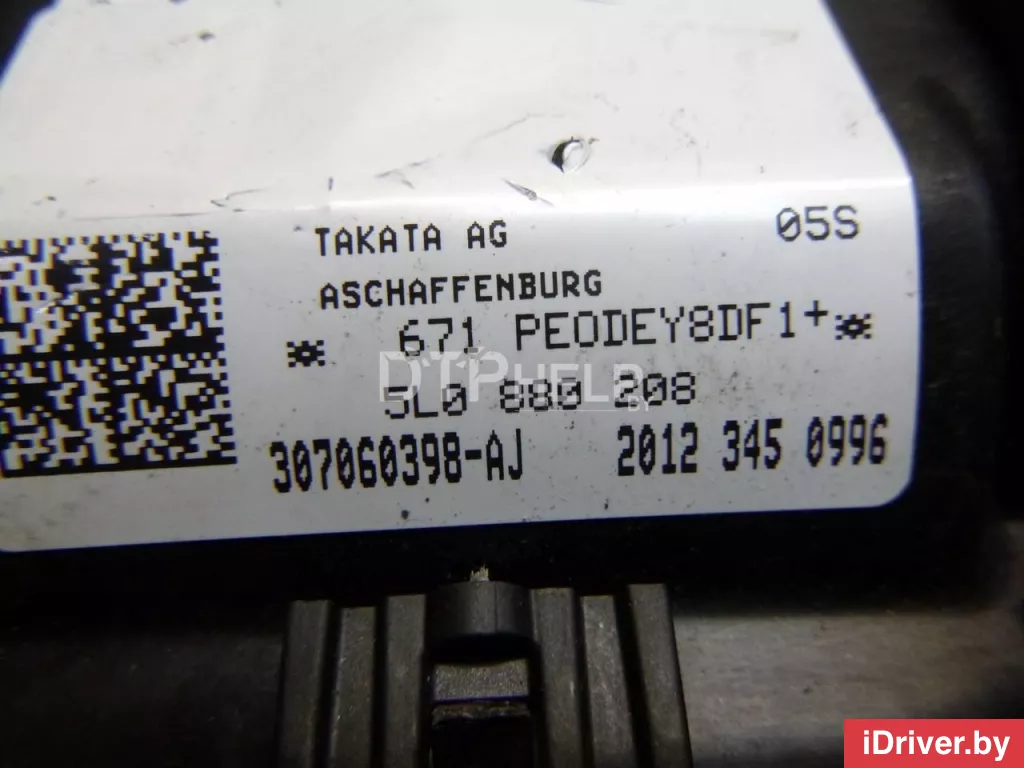 TAKATA AG 05S
ASCHAFFENBURG
* 671 PEODEY8DF1+*
DTPHELP
BY
5L0 880 208
307060398-AJ 2012 345 0996
iDriver.by